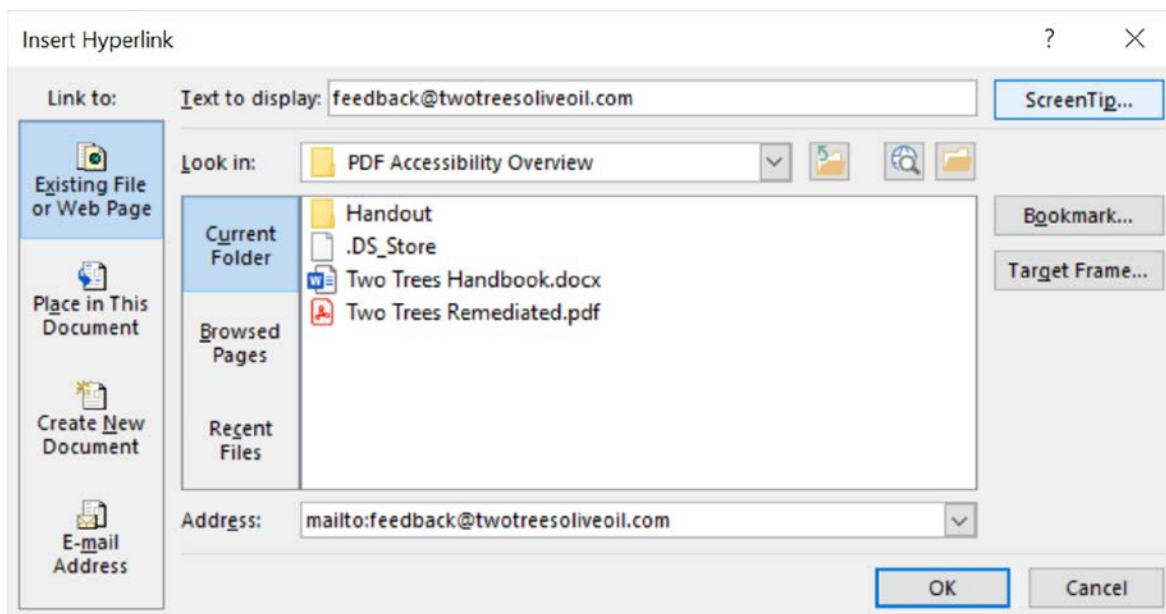 Insert Hyperlink
?
Link to:
Text to display: feedback@twotreesoliveoil.com
ScreenTip...
Existing File
or Web Page
Place in This
Document
Create New
Document
E-mail
Address
Look in:
PDF Accessibility Overview
Current
Folder
Browsed
Pages
Recent
Files
Handout
.DS_Store
Two Trees Handbook.docx
Two Trees Remediated.pdf
Bookmark...
Target Frame...
Address: mailto:feedback@twotreesoliveoil.com
OK
Cancel